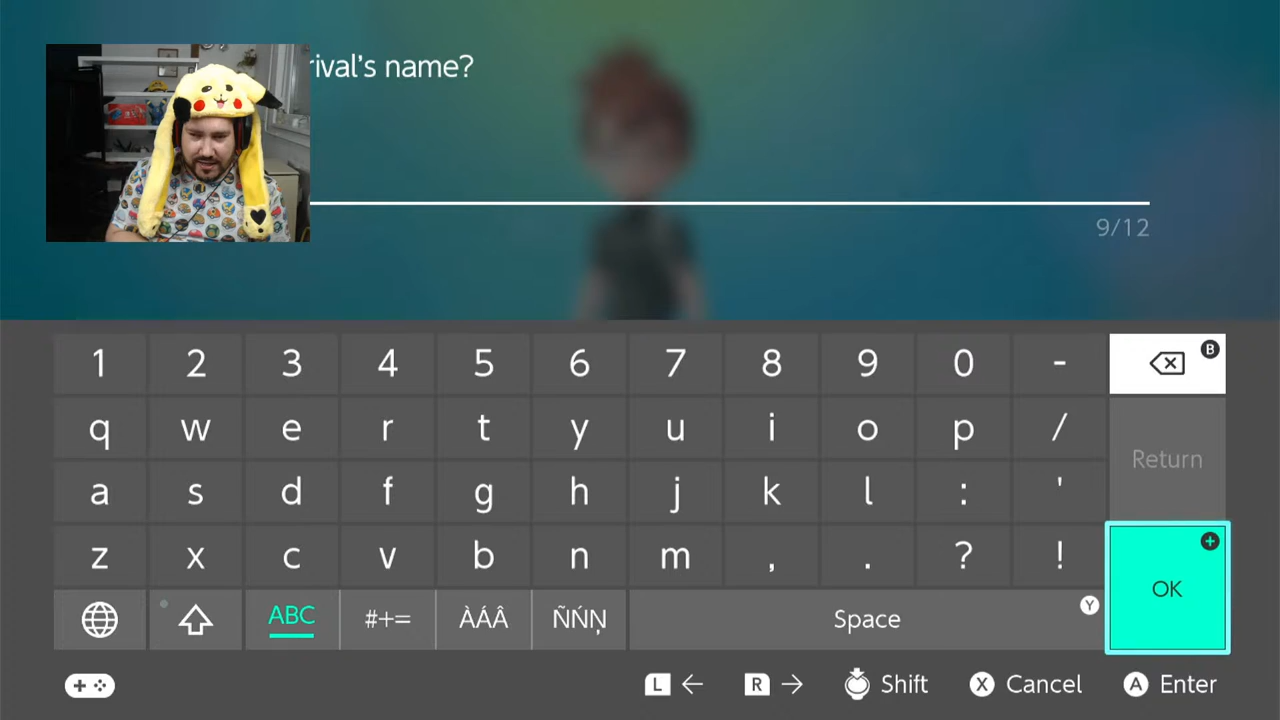 rival's name?
9/12
1 2 3 4 5 6 7 8 9 0 - B
q w e r t y u i o p /
Return
a s d f g h j k l : '
z x c v b n m , . ? ! +
OK
ABC #+= ÀÁÂ ÑŃŅ Space Y
L ← R → Shift X Cancel A Enter